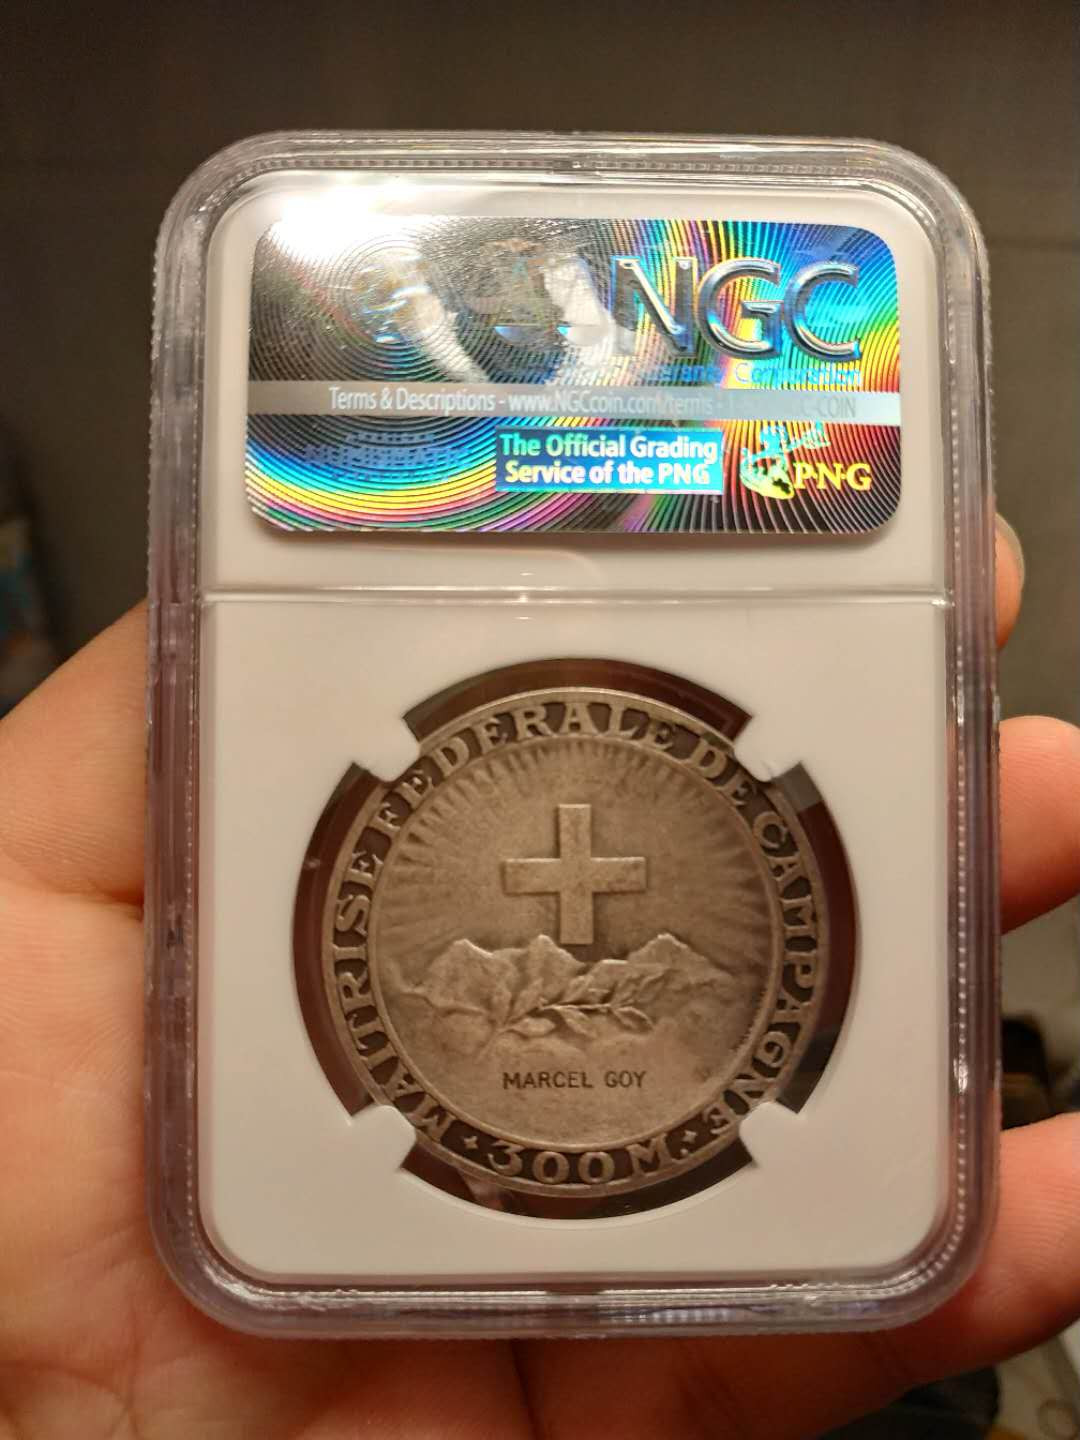 NGC
Terms & Descriptions - www.NGCcoin.com/terms
The Official Grading
Service of the PNG
PNG
MAITRISE FEDERALE DE CAMPAGNE
300M.
MARCEL GOY